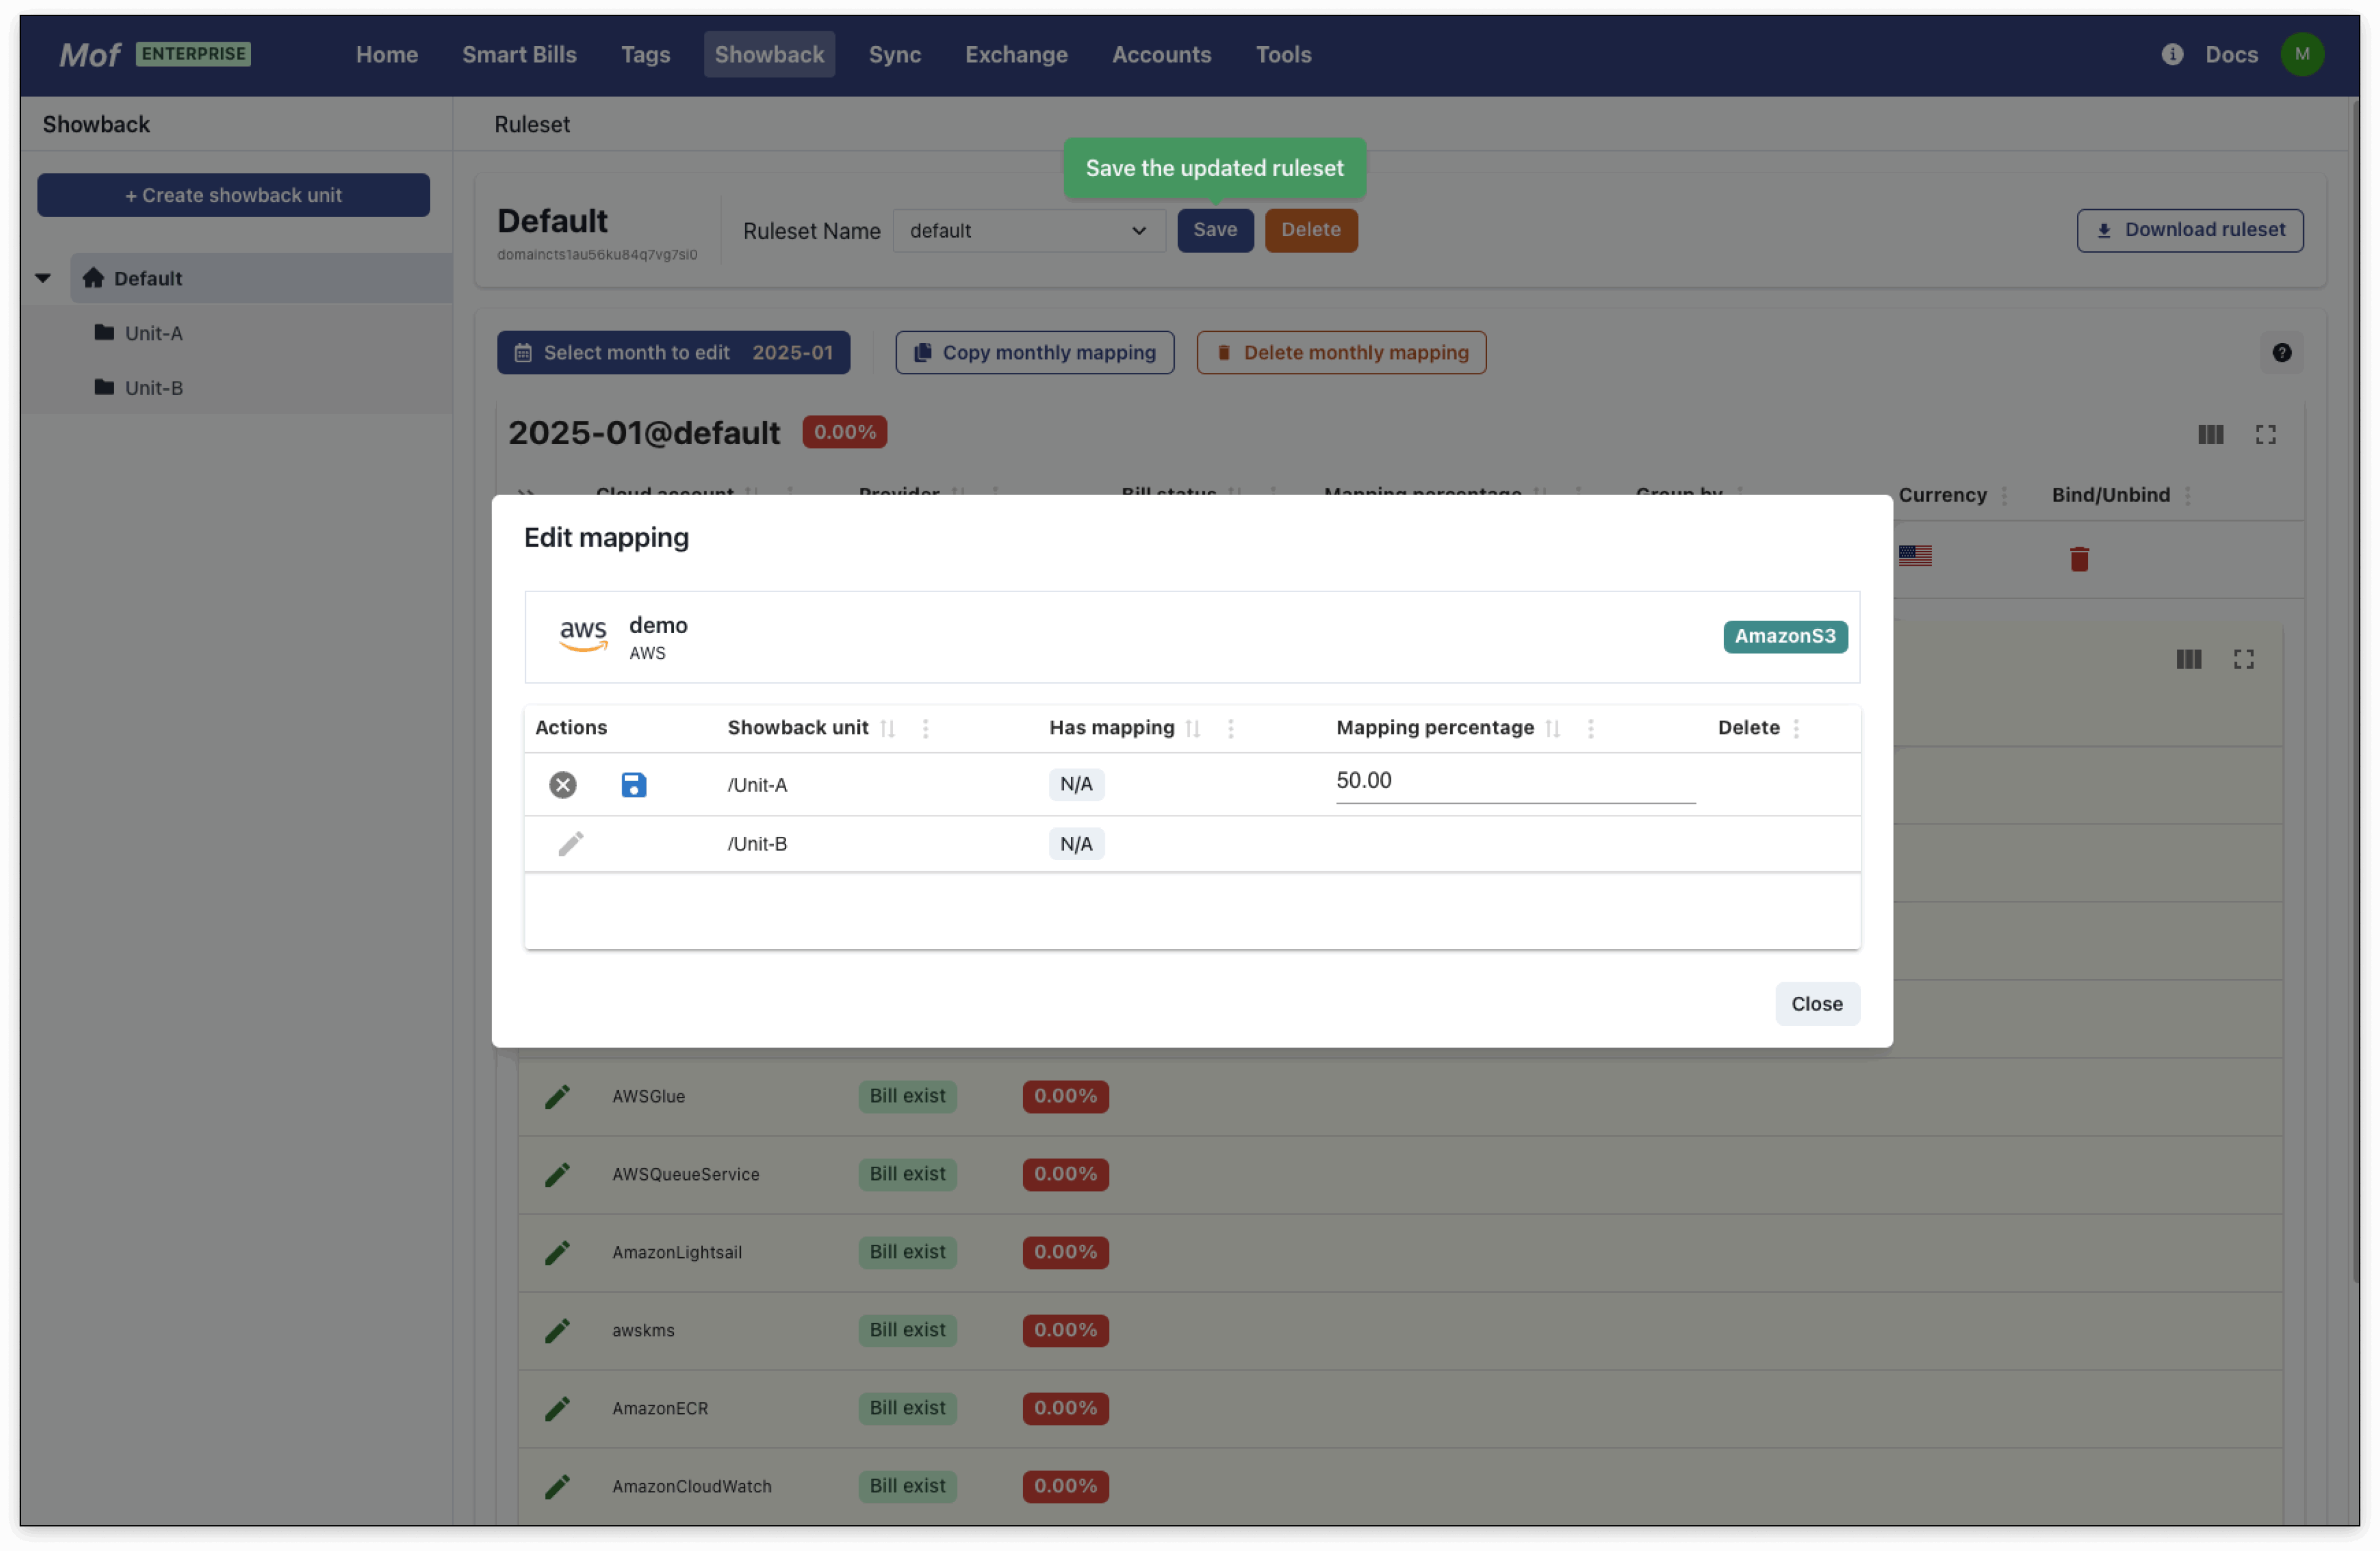 Mof ENTERPRISE Home Smart Bills Tags Showback Sync Exchange Accounts Tools Docs M
Showback
Ruleset
Save the updated ruleset
+ Create showback unit
Default
domaincts1au56ku84q7vg7si0
Ruleset Name default Save Delete Download ruleset
Default
Unit-A
Unit-B
Select month to edit 2025-01 Copy monthly mapping Delete monthly mapping
2025-01@default 0.00%
Cloud account Provider Bill status Mapping percentage Group by Currency Bind/Unbind
Edit mapping
aws demo
AWS
AmazonS3
Actions Showback unit Has mapping Mapping percentage Delete
/Unit-A N/A 50.00
/Unit-B N/A
Close
AWSGlue Bill exist 0.00%
AWSQueueService Bill exist 0.00%
AmazonLightsail Bill exist 0.00%
awskms Bill exist 0.00%
AmazonECR Bill exist 0.00%
AmazonCloudWatch Bill exist 0.00%